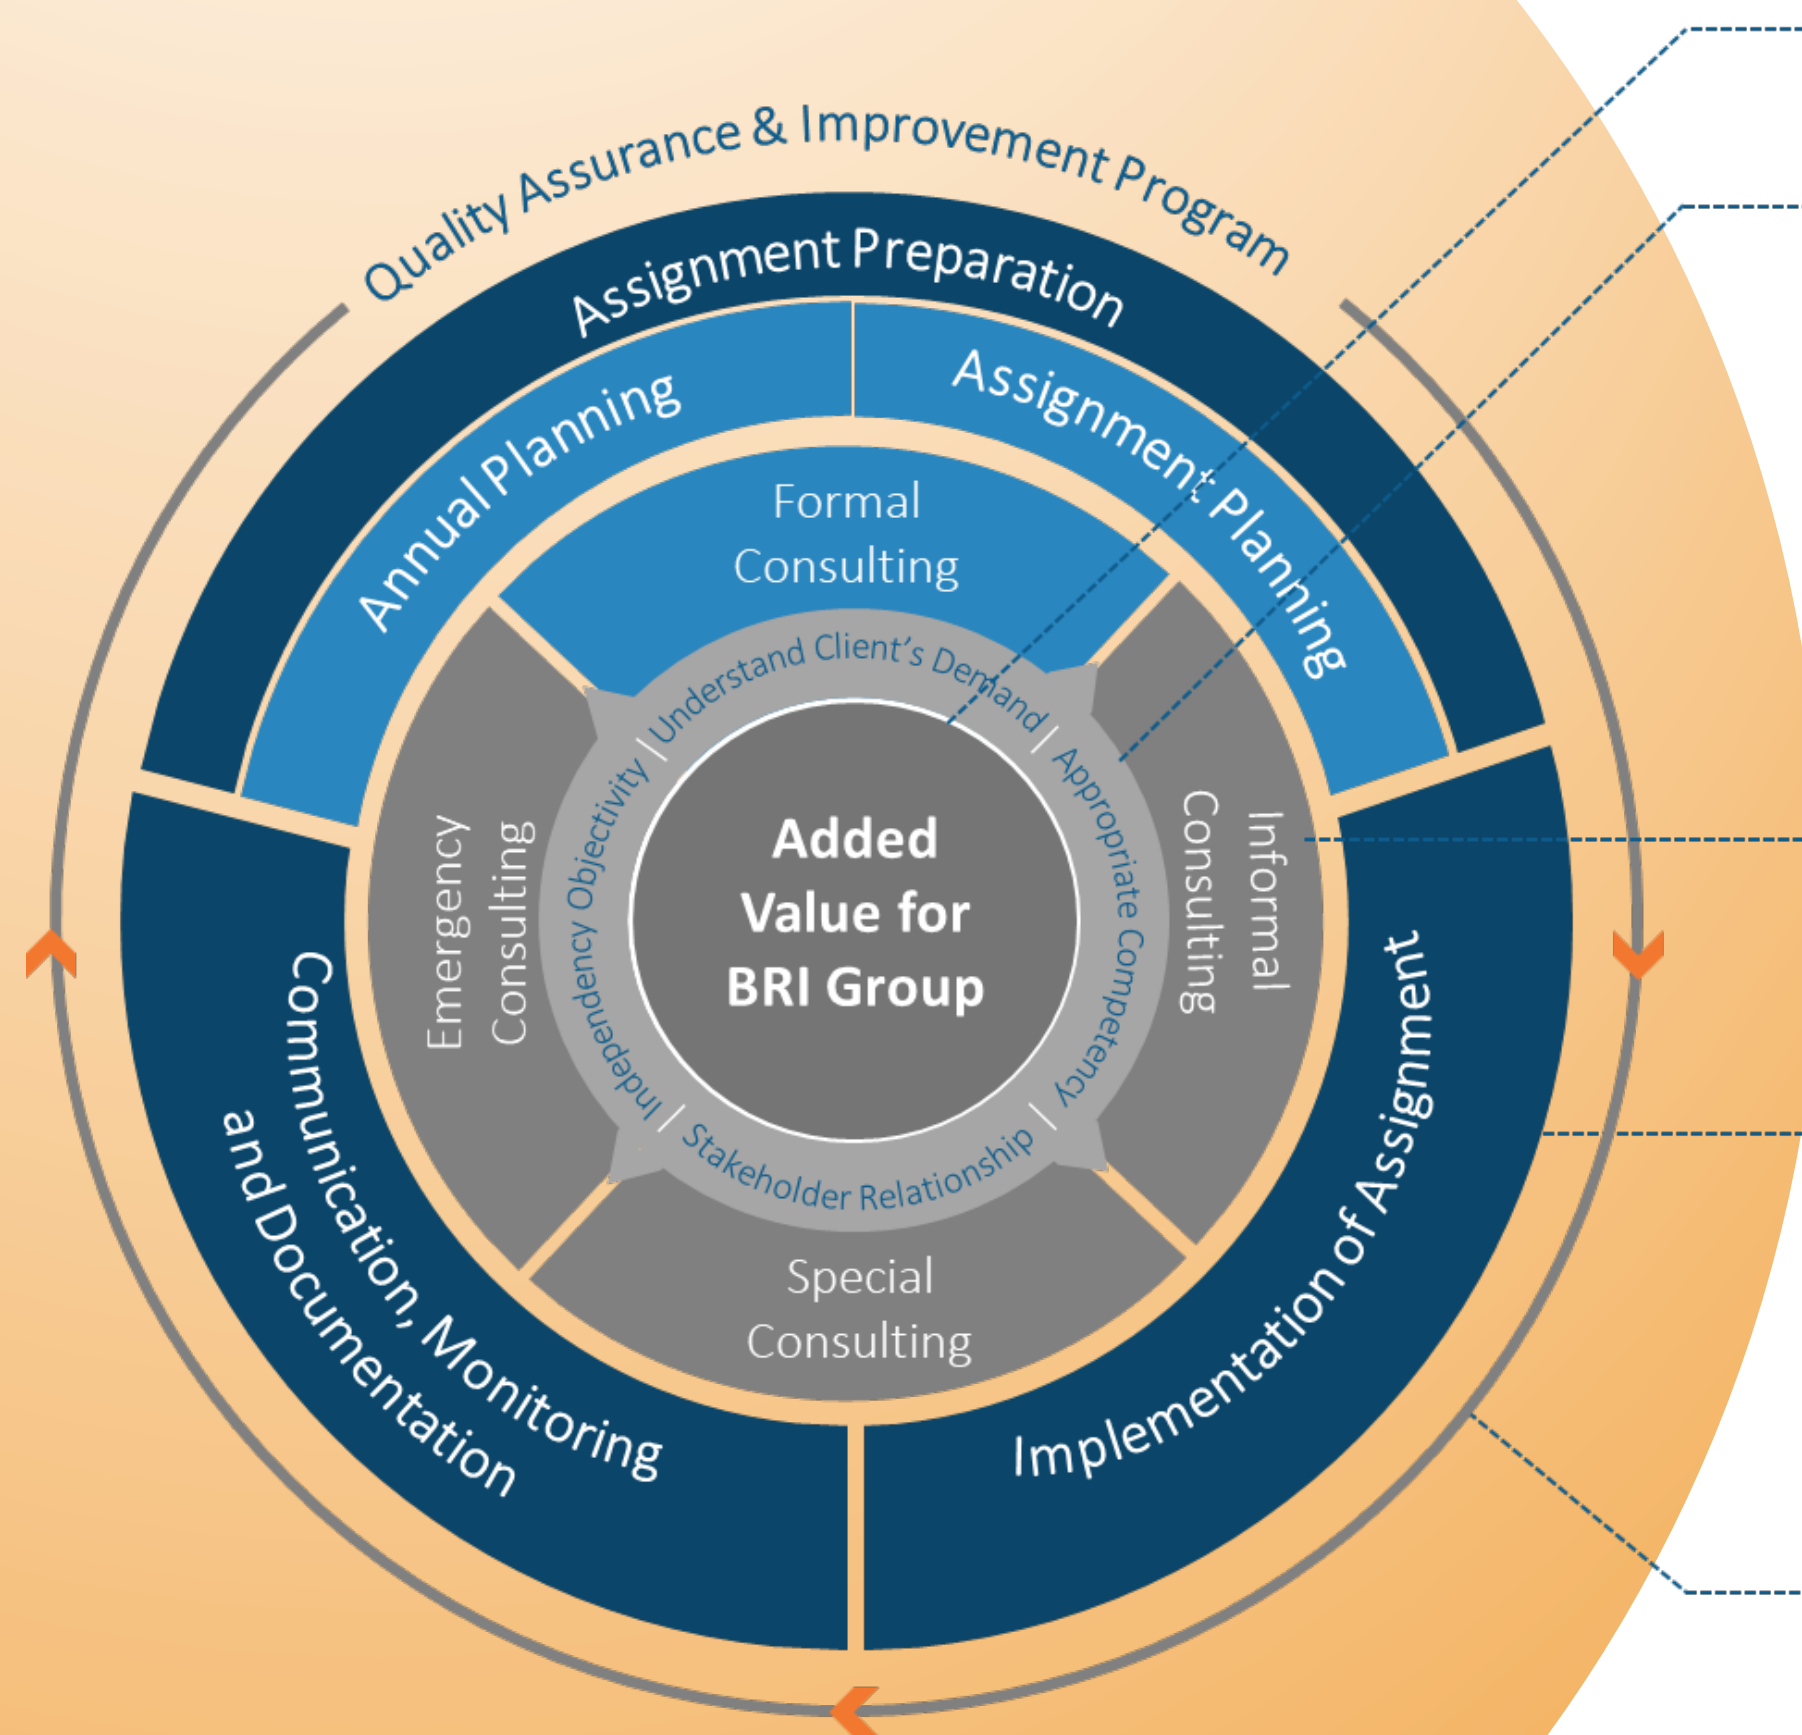 Quality Assurance & Improvement Program
Assignment Preparation
Annual Planning
Assignment Planning
Formal
Consulting
Understand Client's Demand
Appropriate Competency
Stakeholder Relationship
Independency Objectivity
Added
Value for
BRI Group
Emergency
Consulting
Informal
Consulting
Special
Consulting
Communication, Monitoring
and Documentation
Implementation of Assignment